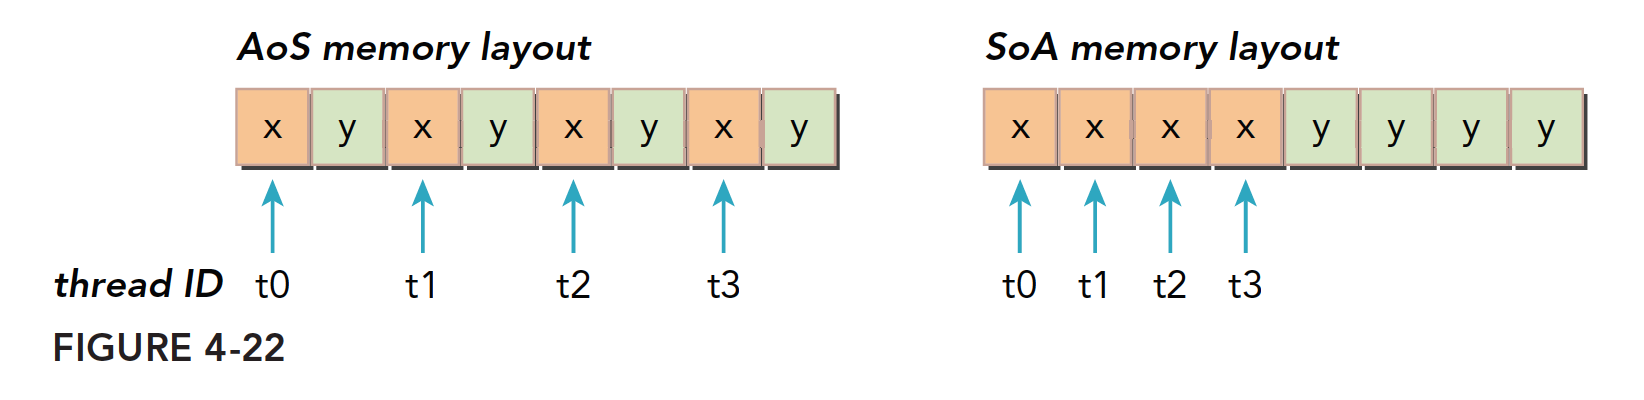 AoS memory layout
SoA memory layout
x y x y x y x y
x x x x y y y y
thread ID t0 t1 t2 t3
t0 t1 t2 t3
FIGURE 4-22